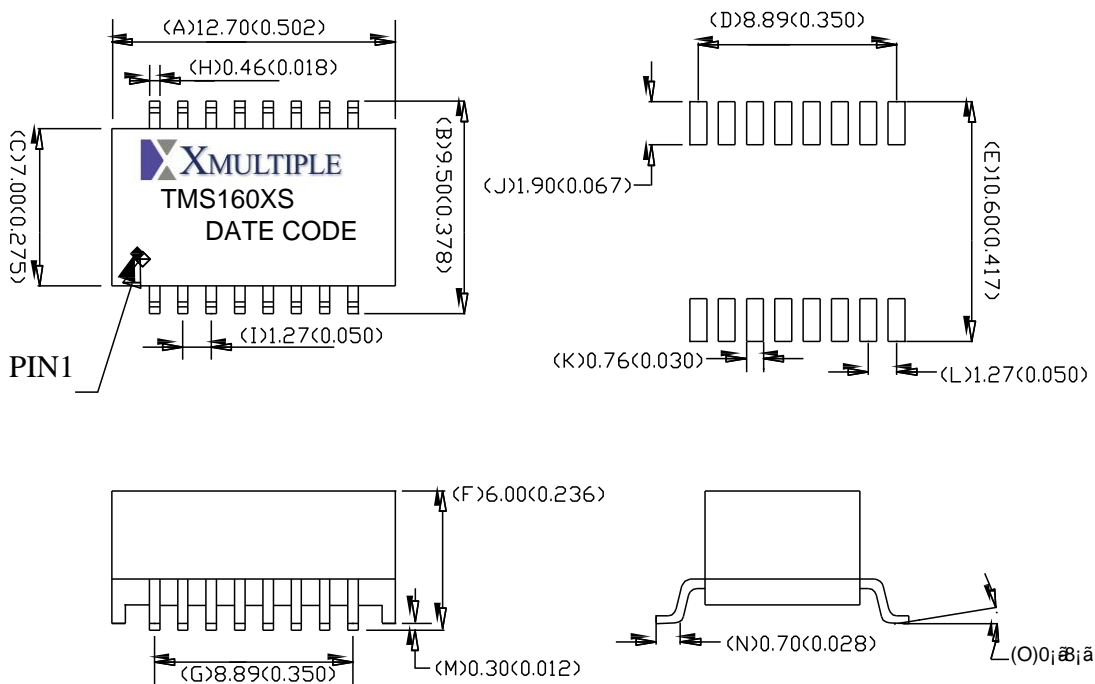 (A)12.70(0.502)
(H)0.46(0.018)
(C)7.00(0.275)
(B)9.50(0.378)
XMULTIPLE
TMS160XS
DATE CODE
(I)1.27(0.050)
PIN1
(D)8.89(0.350)
(J)1.90(0.067)
(E)10.60(0.417)
(K)0.76(0.030)
(L)1.27(0.050)
(F)6.00(0.236)
(G)8.89(0.350)
(M)0.30(0.012)
(N)0.70(0.028)